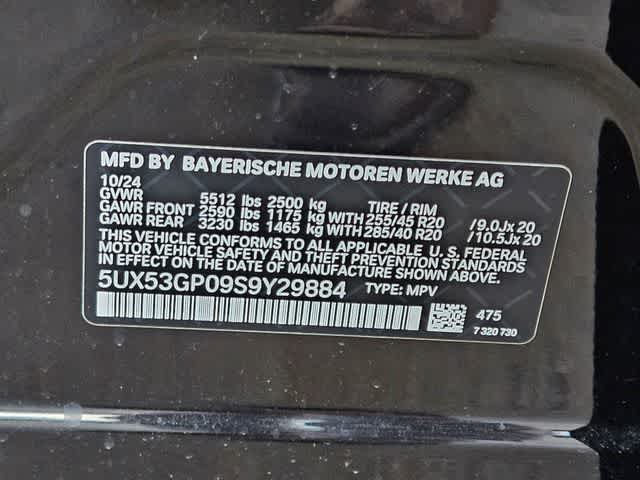 MFD BY BAYERISCHE MOTOREN WERKE AG
10/24
GVWR 5512 lbs 2500 kg TIRE / RIM
GAWR FRONT 2590 lbs 1175 kg WITH 255/45 R20 /9.0Jx 20
GAWR REAR 3230 lbs 1465 kg WITH 285/40 R20 /10.5Jx 20
THIS VEHICLE CONFORMS TO ALL APPLICABLE U.S. FEDERAL
MOTOR VEHICLE SAFETY AND THEFT PREVENTION STANDARDS
IN EFFECT ON THE DATE OF MANUFACTURE SHOWN ABOVE.
5UX53GP09S9Y29884 TYPE: MPV
475
7 320 730